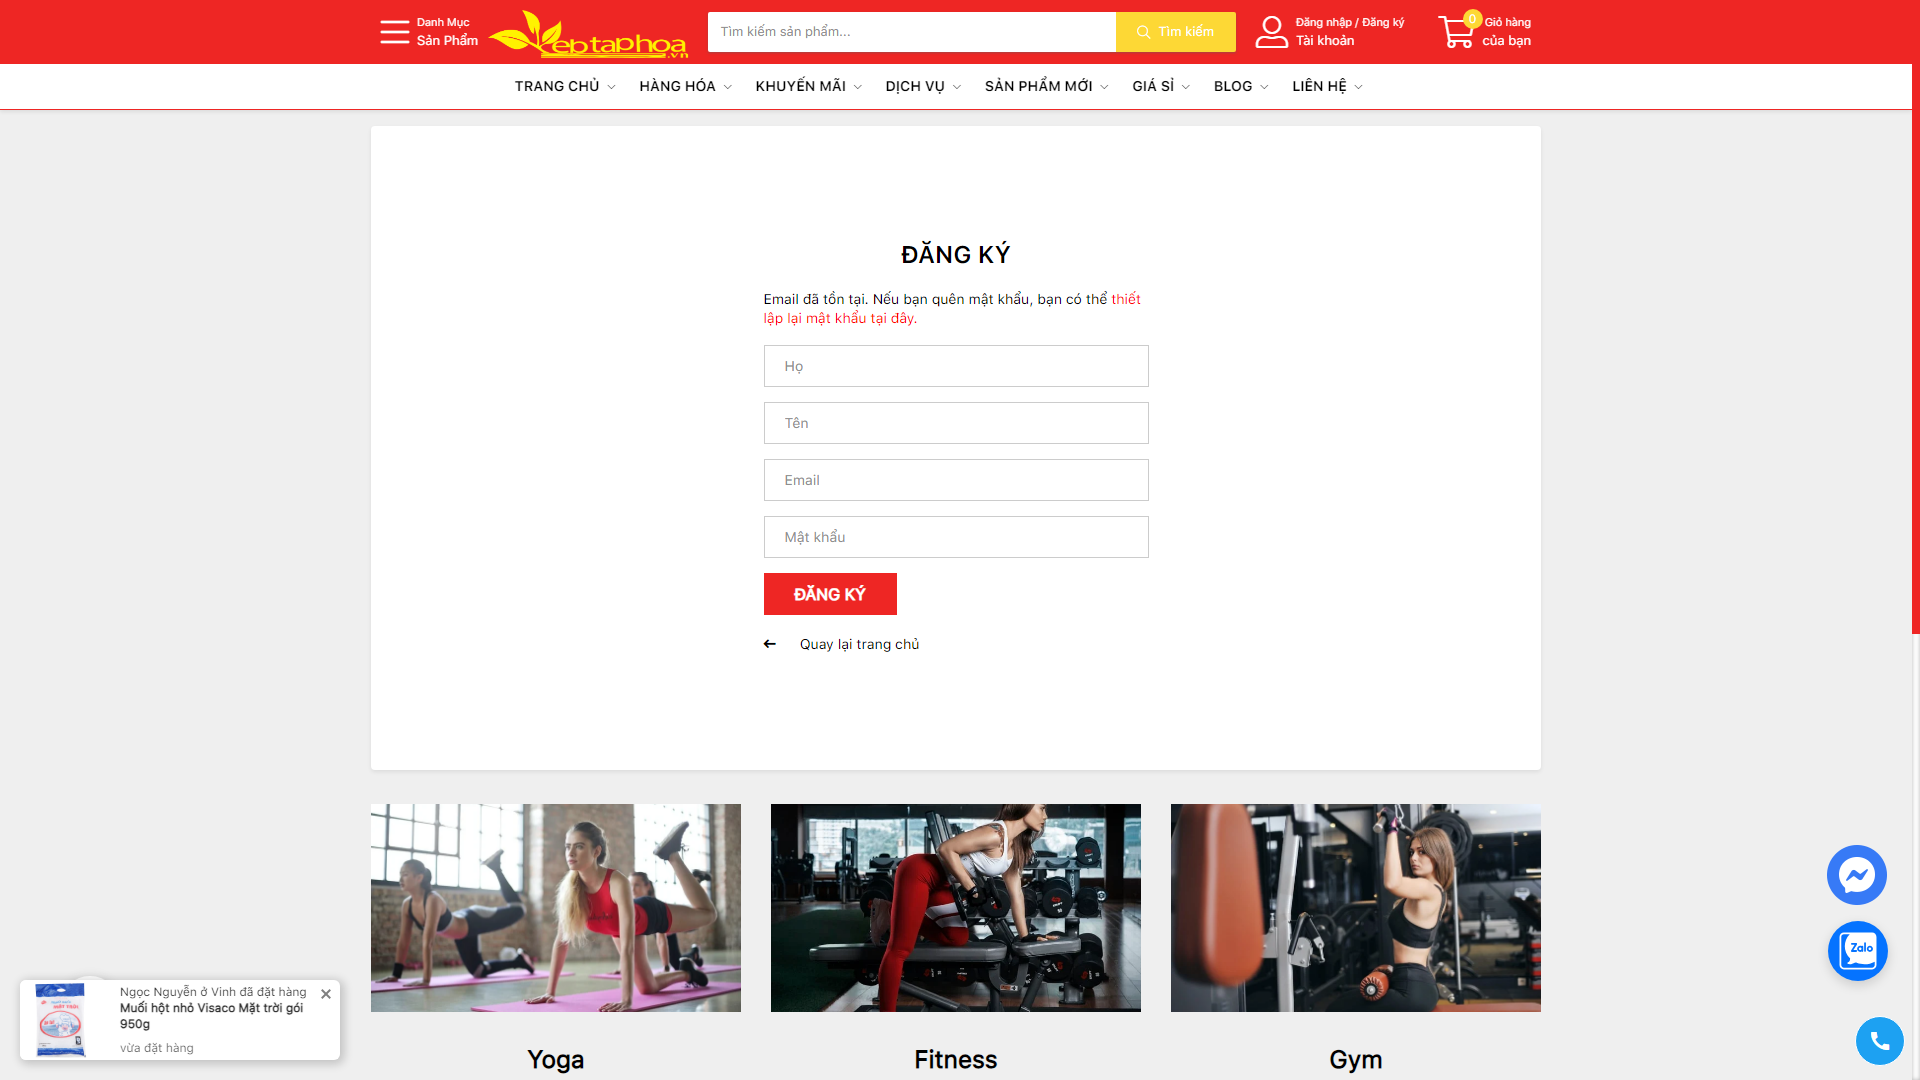 Danh Mục
Sản Phẩm
ebtaphoa
.vn
Tìm kiếm sản phẩm...
Tìm kiếm
Đăng nhập / Đăng ký
Tài khoản
0
Giỏ hàng
của bạn
TRANG CHỦ
HÀNG HÓA
KHUYẾN MÃI
DỊCH VỤ
SẢN PHẨM MỚI
GIÁ SỈ
BLOG
LIÊN HỆ
ĐĂNG KÝ
Email đã tồn tại. Nếu bạn quên mật khẩu, bạn có thể thiết
lập lại mật khẩu tại đây.
Họ
Tên
Email
Mật khẩu
ĐĂNG KÝ
Quay lại trang chủ
Zalo
Ngọc Nguyễn ở Vinh đã đặt hàng
Muối hột nhỏ Visaco Mặt trời gói
950g
vừa đặt hàng
Yoga
Fitness
Gym